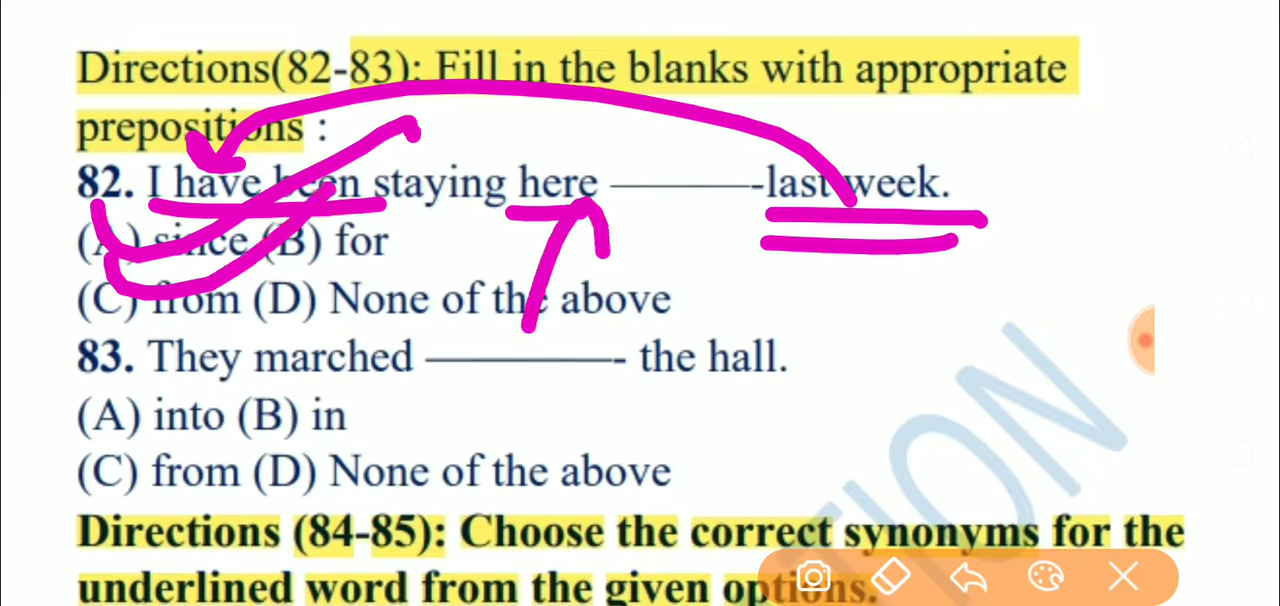 Directions(82-83): Fill in the blanks with appropriate
prepositions :
82. I have been staying here ————-last week.
(A) since (B) for
(C) from (D) None of the above
83. They marched —————- the hall.
(A) into (B) in
(C) from (D) None of the above
Directions (84-85): Choose the correct synonyms for the
underlined word from the given options.
TION